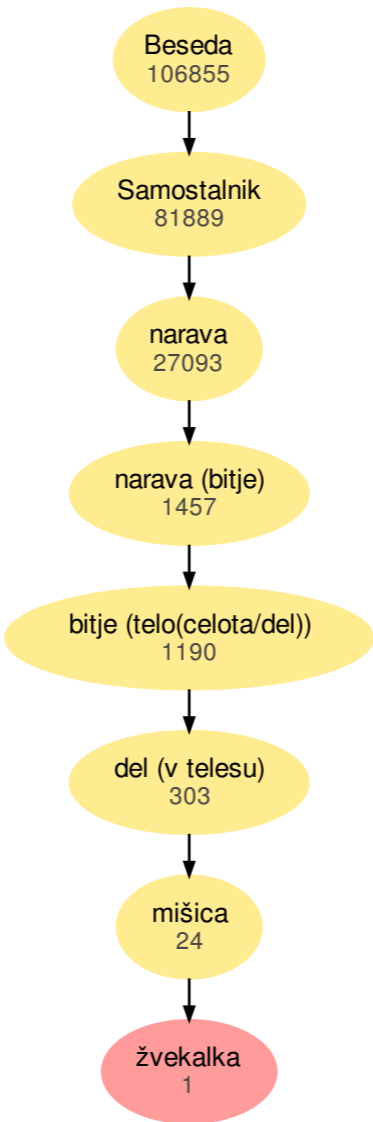 Beseda
106855
Samostalnik
81889
narava
27093
narava (bitje)
1457
bitje (telo(celota/del))
1190
del (v telesu)
303
mišica
24
žvekalka
1